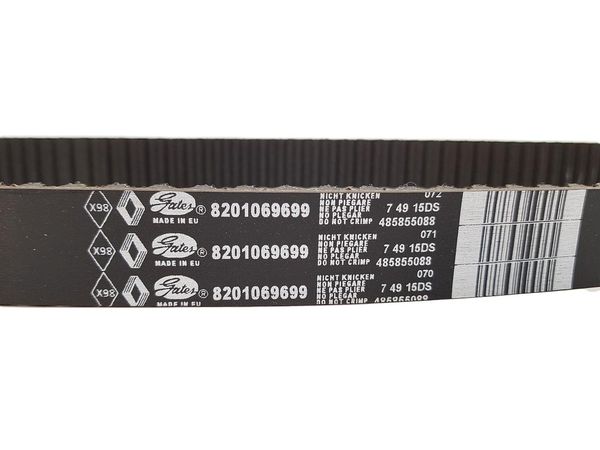 072
NICHT KNICKEN
X98 Gates® 8201069699 NON PIEGARE 7 49 15DS
NE PAS PLIER
NO PLEGAR
MADE IN EU DO NOT CRIMP 485855088
071
NICHT KNICKEN
X98 Gates® 8201069699 NON PIEGARE 7 49 15DS
NE PAS PLIER
NO PLEGAR
MADE IN EU DO NOT CRIMP 485855088
070
NICHT KNICKEN
X98 Gates® 8201069699 NON PIEGARE 7 49 15DS
NE PAS PLIER
NO PLEGAR
MADE IN EU DO NOT CRIMP 485855088